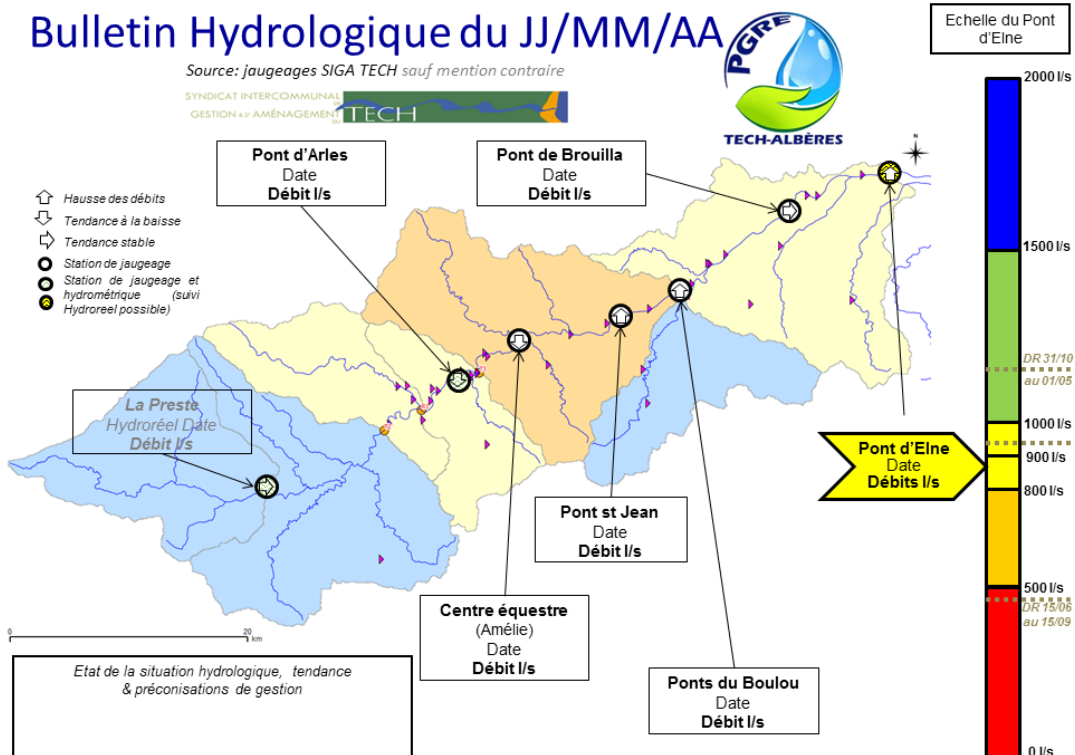 Bulletin Hydrologique du JJ/MM/AA
Source: jaugeages SIGA TECH sauf mention contraire
SYNDICAT INTERCOMMUNAL
DE
GESTION & D' AMÉNAGEMENT
DU
TECH
PGRE
TECH-ALBÈRES
Echelle du Pont
d'Elne
Pont d'Arles
Date
Débit l/s
Pont de Brouilla
Date
Débit l/s
N
Hausse des débits
Tendance à la baisse
Tendance stable
Station de jaugeage
Station de jaugeage et
hydrométrique (suivi
Hydroreel possible)
La Preste
Hydroréel Date
Débit l/s
Pont st Jean
Date
Débit l/s
Centre équestre
(Amélie)
Date
Débit l/s
Ponts du Boulou
Date
Débit l/s
Pont d'Elne
Date
Débits l/s
2000 l/s
1500 l/s
DR 31/10
au 01/05
1000 l/s
900 l/s
800 l/s
500 l/s
DR 15/06
au 15/09
0 l/s
0 20 km
Etat de la situation hydrologique, tendance
& préconisations de gestion